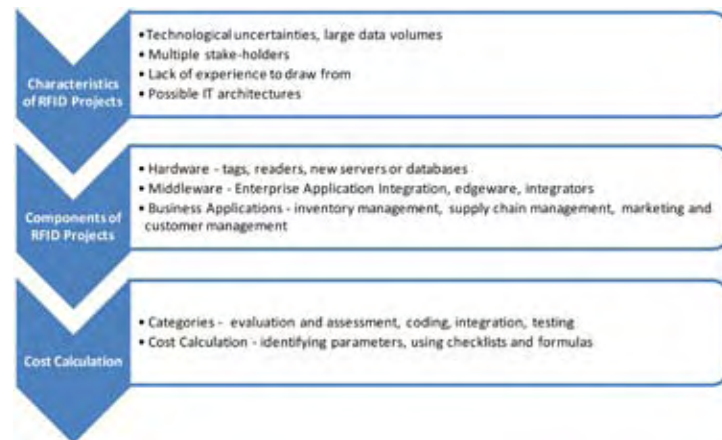 Characteristics
of RFID Projects
•Technological uncertainties, large data volumes
• Multiple stake-holders
• Lack of experience to draw from
• Possible IT architectures
Components of
RFID Projects
• Hardware - tags, readers, new servers or databases
• Middleware - Enterprise Application Integration, edgeware, integrators
• Business Applications - inventory management, supply chain management, marketing and
customer management
Cost Calculation
• Categories - evaluation and assessment, coding, integration, testing
• Cost Calculation - identifying parameters, using checklists and formulas